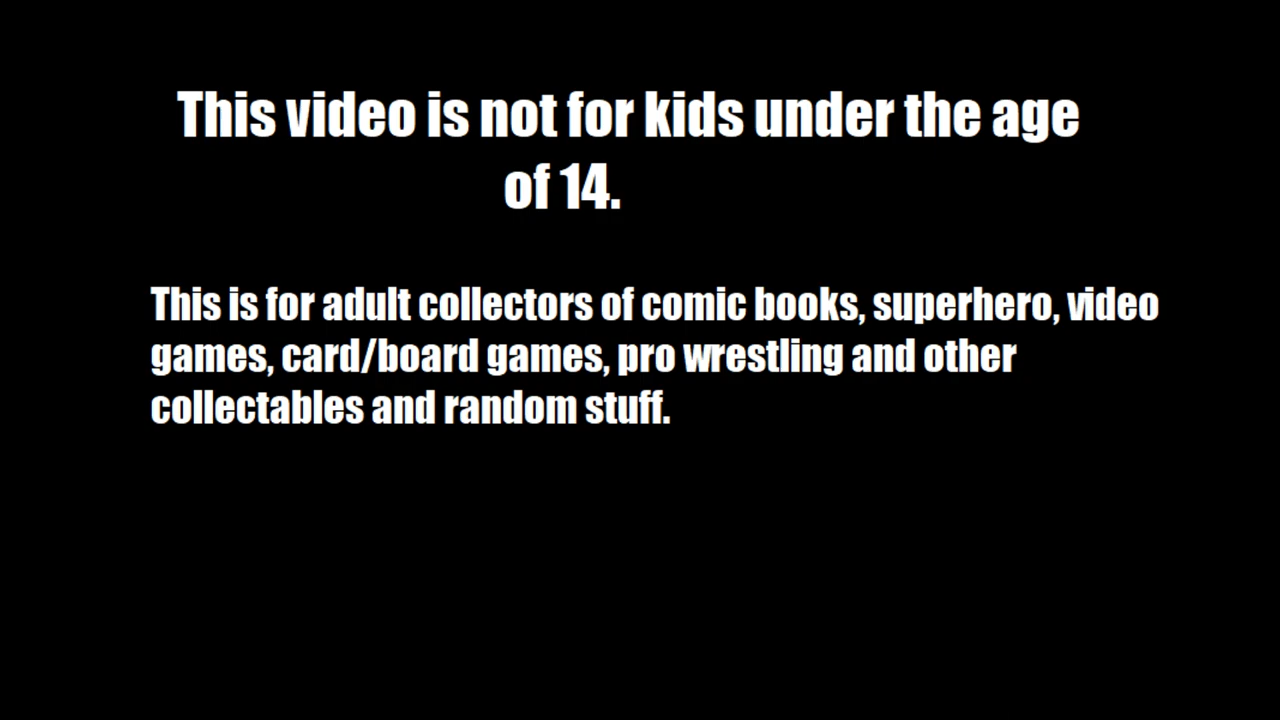 This video is not for kids under the age
of 14.
This is for adult collectors of comic books, superhero, video
games, card/board games, pro wrestling and other
collectables and random stuff.